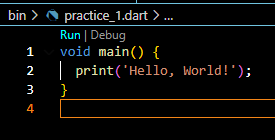 bin > practice_1.dart > ...
Run | Debug
1 void main() {
2   print('Hello, World!');
3 }
4